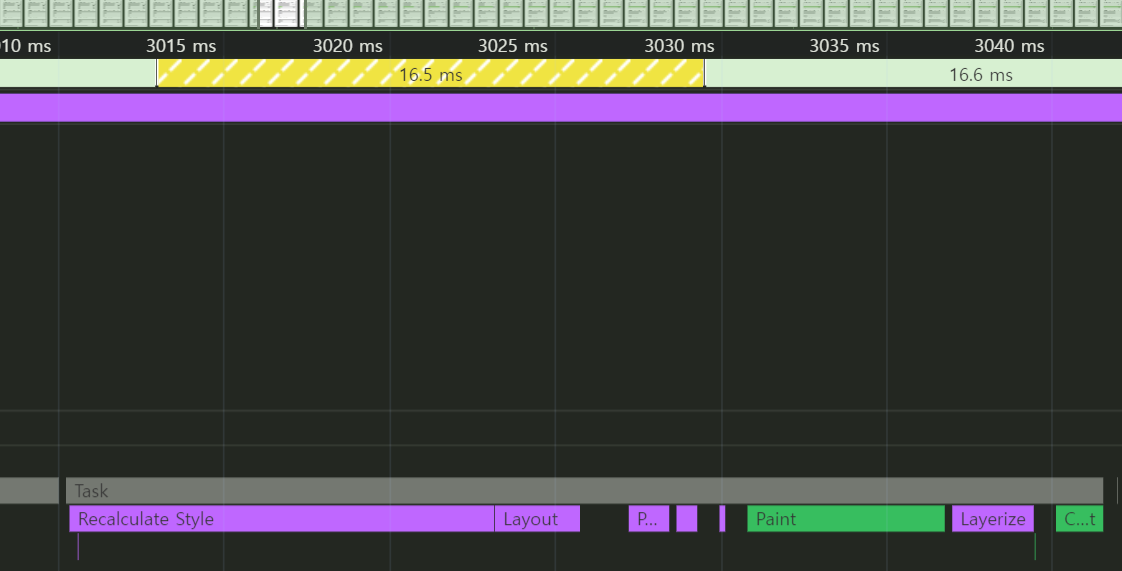 010 ms 3015 ms 3020 ms 3025 ms 3030 ms 3035 ms 3040 ms
16.5 ms 16.6 ms
Task
Recalculate Style Layout P... Paint Layerize C...t